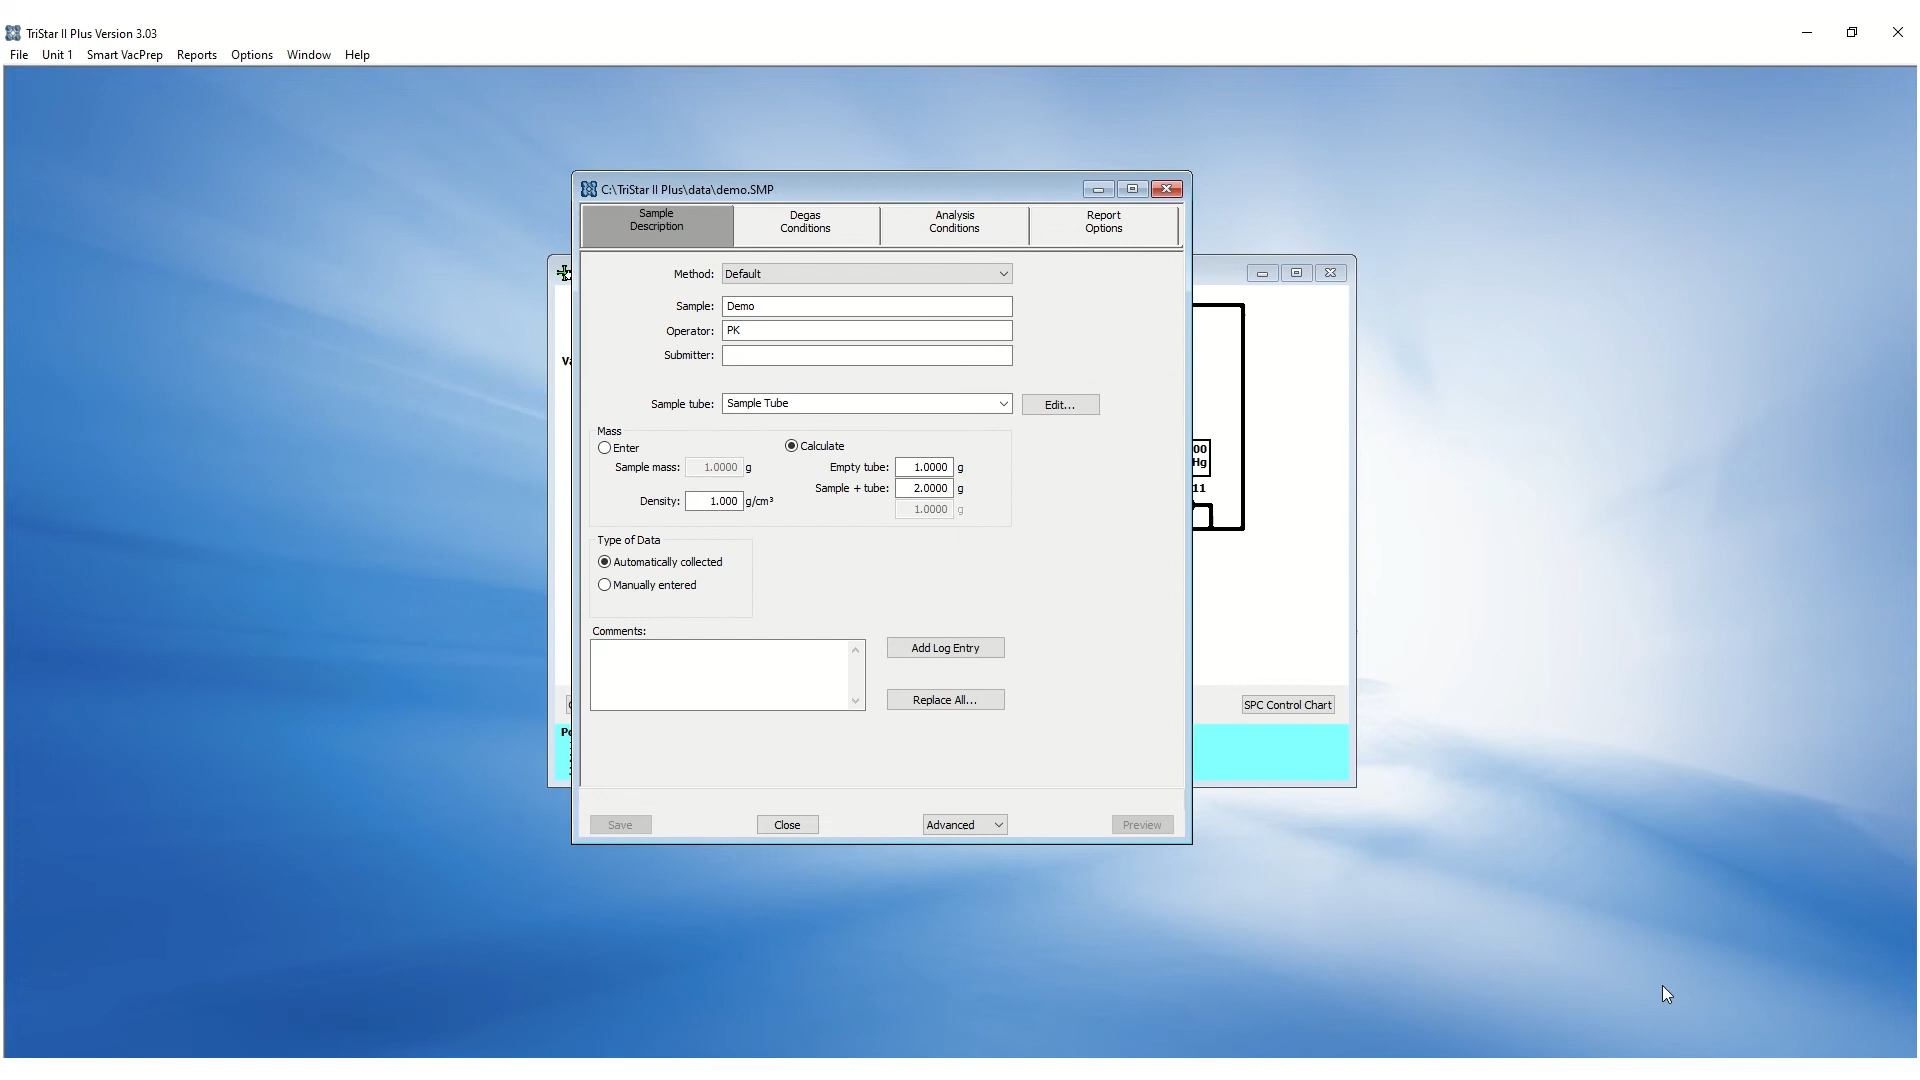 TriStar II Plus Version 3.03
File Unit 1 Smart VacPrep Reports Options Window Help
C:\TriStar II Plus\data\demo.SMP
Sample Description
Degas Conditions
Analysis Conditions
Report Options
Method: Default
Sample: Demo
Operator: PK
Submitter:
Sample tube: Sample Tube Edit...
Mass
Enter
Calculate
Sample mass: 1.0000 g
Empty tube: 1.0000 g
Sample + tube: 2.0000 g
Density: 1.000 g/cm³
1.0000 g
Type of Data
Automatically collected
Manually entered
Comments:
Add Log Entry
Replace All...
Save Close Advanced Preview
00
Hg
11
SPC Control Chart